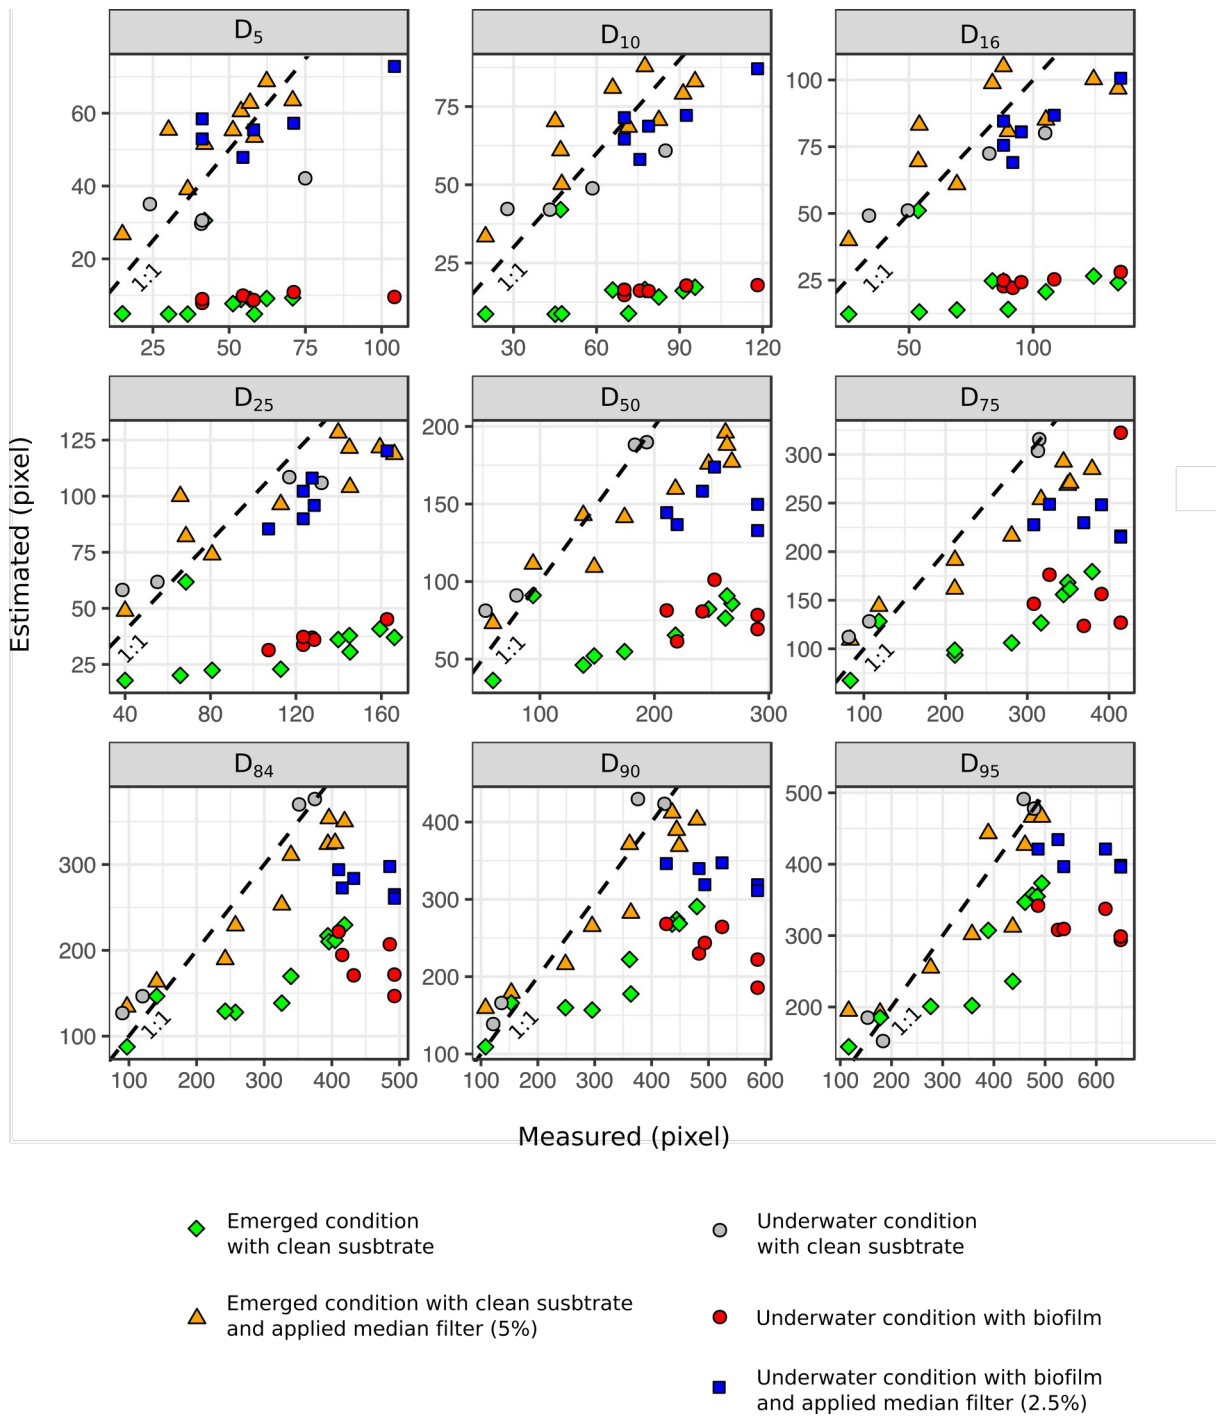 D5 D10 D16
60
40
20
75
50
25
100
75
50
25
1:1 1:1 1:1
25 50 75 100 30 60 90 120 50 100
D25 D50 D75
125
100
75
50
25
200
150
100
50
300
250
200
150
100
1:1 1:1 1:1
40 80 120 160 100 200 300 100 200 300 400
D84 D90 D95
300
200
100
400
300
200
100
500
400
300
200
1:1 1:1 1:1
100 200 300 400 500 100 200 300 400 500 600 100 200 300 400 500 600
Estimated (pixel)
Measured (pixel)
Emerged condition
with clean susbtrate
Emerged condition with clean susbtrate
and applied median filter (5%)
Underwater condition
with clean susbtrate
Underwater condition with biofilm
Underwater condition with biofilm
and applied median filter (2.5%)